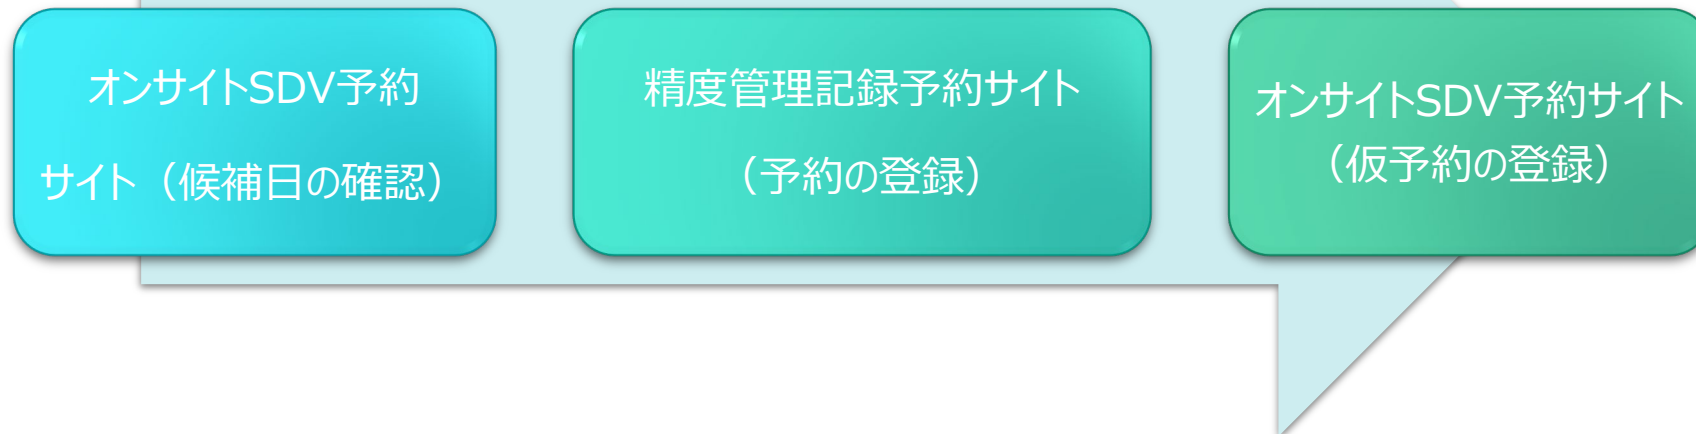 オンサイトSDV予約
サイト（候補日の確認）
精度管理記録予約サイト
（予約の登録）
オンサイトSDV予約サイト
（仮予約の登録）